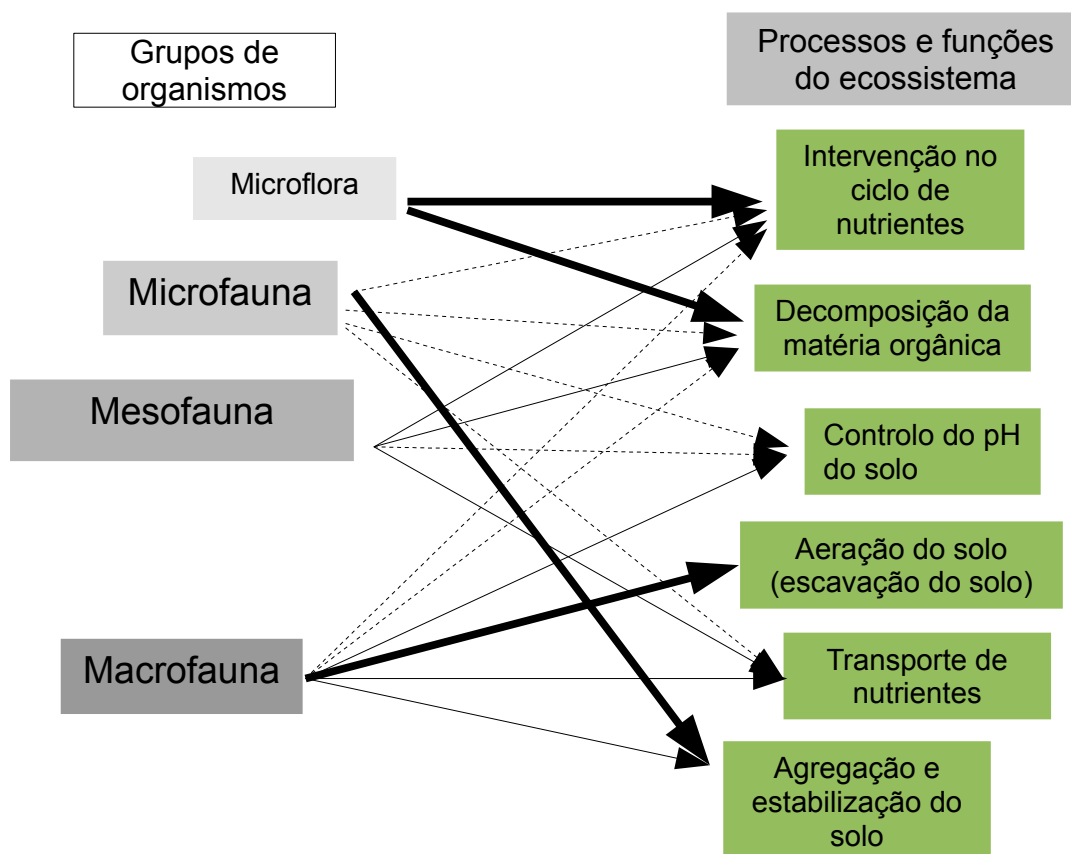 Grupos de
organismos
Processos e funções
do ecossistema
Microflora
Microfauna
Mesofauna
Macrofauna
Intervenção no
ciclo de
nutrientes
Decomposição da
matéria orgânica
Controlo do pH
do solo
Aeração do solo
(escavação do solo)
Transporte de
nutrientes
Agregação e
estabilização do
solo